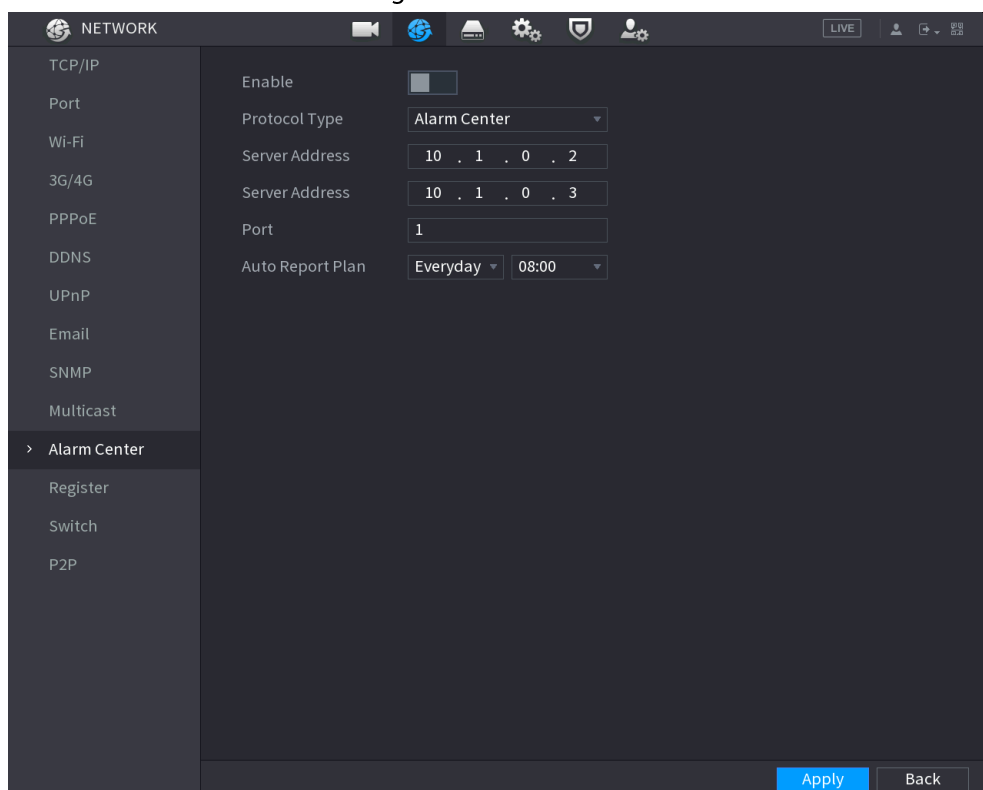 NETWORK
LIVE
TCP/IP
Port
Wi-Fi
3G/4G
PPPoE
DDNS
UPnP
Email
SNMP
Multicast
> Alarm Center
Register
Switch
P2P
Enable
Protocol Type Alarm Center
Server Address 10 . 1 . 0 . 2
Server Address 10 . 1 . 0 . 3
Port 1
Auto Report Plan Everyday 08:00
Apply Back